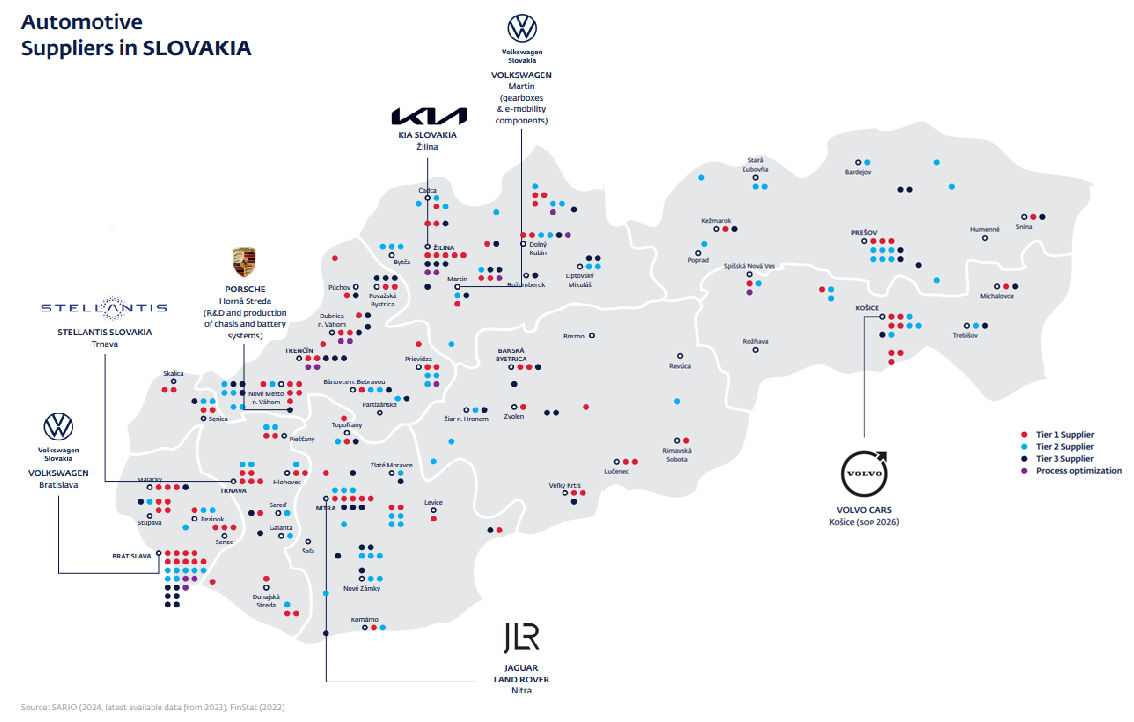 Automotive
Suppliers in SLOVAKIA
Volkswagen
Slovakia
VOLKSWAGEN
Martin
(gearboxes
& e-mobility
components)
KIA
KIA SLOVAKIA
Žilina
PORSCHE
Horná Streda
(R&D and production
of chasis and battery
systems)
STELLANTIS
STELLANTIS SLOVAKIA
Trnava
Volkswagen
Slovakia
VOLKSWAGEN
Bratislava
Čadca
ŽILINA
Bytča
Martin
Dolný
Kubín
Ružomberok
Liptovský
Mikuláš
Púchov
Považská
Bystrica
Dubnica
n. Váhom
TRENČÍN
Prievidza
Bánovce n. Bebravou
Partizánske
Nové Mesto
n. Váhom
Skalica
Senica
Piešťany
Topoľčany
Žiar n. Hronom
BANSKÁ
BYSTRICA
Brezno
Zvolen
Stará
Ľubovňa
Bardejov
Kežmarok
Poprad
Spišská Nová Ves
PREŠOV
Humenné
Snina
Michalovce
KOŠICE
Trebišov
Rožňava
Revúca
Rimavská
Sobota
Lučenec
Veľký Krtíš
Malacky
Stupava
Pezinok
Senec
TRNAVA
Hlohovec
Sereď
Galanta
Šaľa
NITRA
Zlaté Moravce
Levice
BRATISLAVA
Dunajská
Streda
Nové Zámky
Komárno
Tier 1 Supplier
Tier 2 Supplier
Tier 3 Supplier
Process optimization
VOLVO
VOLVO CARS
Košice (SOP 2026)
JLR
JAGUAR
LAND ROVER
Nitra
Source: SARIO (2024, latest available data from 2023), FinStat (2022)